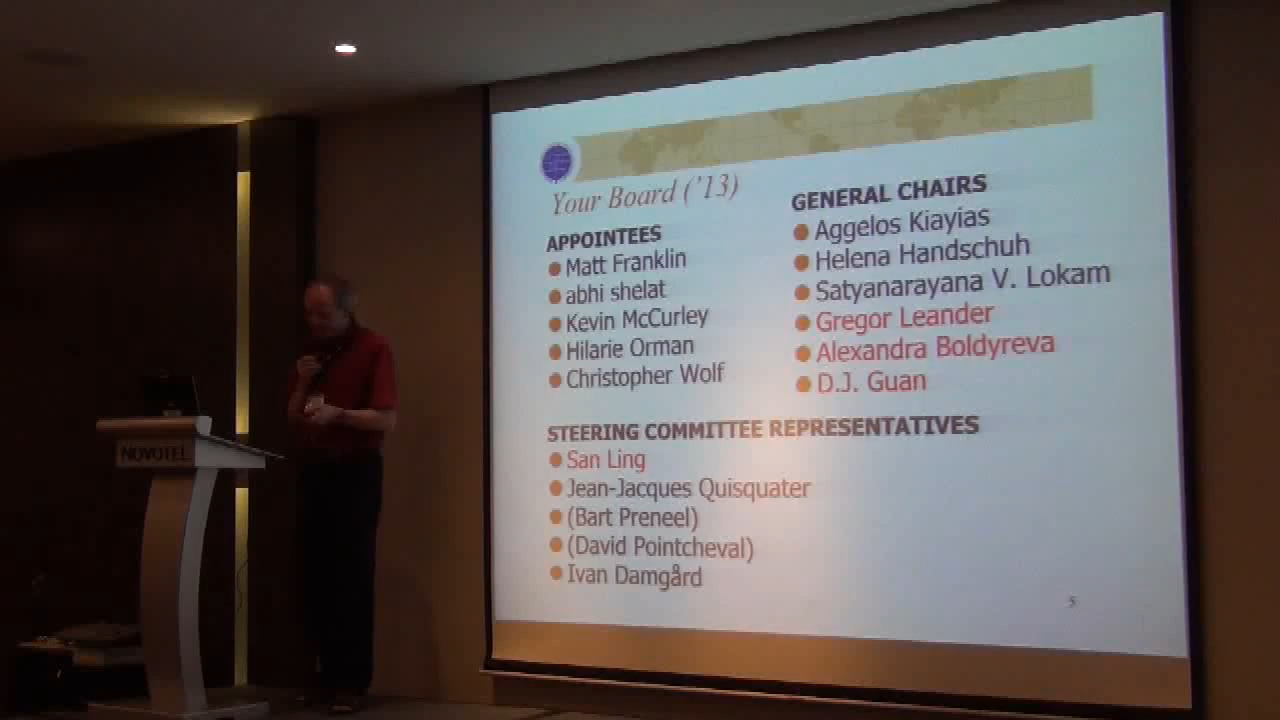 NOVOTEL
Your Board ('13)
APPOINTEES
Matt Franklin
abhi shelat
Kevin McCurley
Hilarie Orman
Christopher Wolf
GENERAL CHAIRS
Aggelos Kiayias
Helena Handschuh
Satyanarayana V. Lokam
Gregor Leander
Alexandra Boldyreva
D.J. Guan
STEERING COMMITTEE REPRESENTATIVES
San Ling
Jean-Jacques Quisquater
(Bart Preneel)
(David Pointcheval)
Ivan Damgård
5